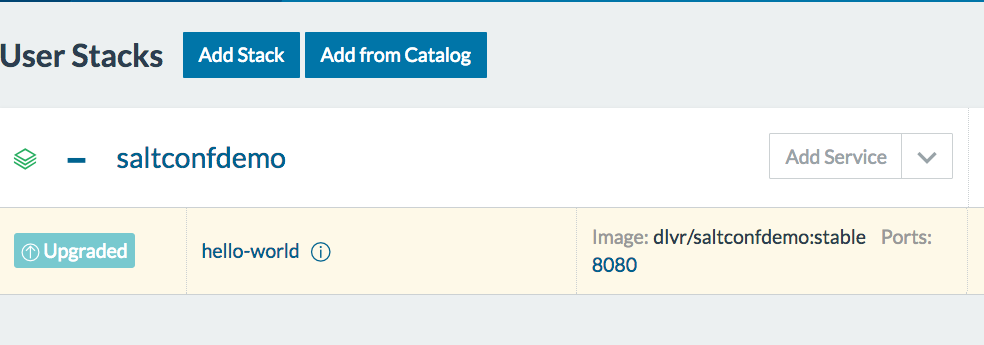 User Stacks Add Stack Add from Catalog
saltconfdemo Add Service
Upgraded hello-world Image: dlvr/saltconfdemo:stable Ports:
8080